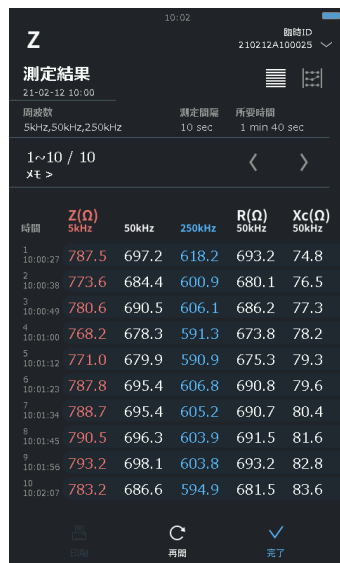 10:02
Z
臨時ID
210212A100025
測定結果
21-02-12 10:00
周波数 測定間隔 所要時間
5kHz,50kHz,250kHz 10 sec 1 min 40 sec
1~10 / 10
メモ >
Z(Ω) R(Ω) Xc(Ω)
時間 5kHz 50kHz 250kHz 50kHz 50kHz
1
10:00:27 787.5 697.2 618.2 693.2 74.8
2
10:00:38 773.6 684.4 600.9 680.1 76.5
3
10:00:49 780.6 690.5 606.1 686.2 77.3
4
10:01:00 768.2 678.3 591.3 673.8 78.2
5
10:01:12 771.0 679.9 590.9 675.3 79.3
6
10:01:23 787.8 695.4 606.8 690.8 79.6
7
10:01:34 788.7 695.4 605.2 690.7 80.4
8
10:01:45 790.5 696.3 603.9 691.5 81.6
9
10:01:56 793.2 698.1 603.8 693.2 82.8
10
10:02:07 783.2 686.6 594.9 681.5 83.6
印刷 再開 完了